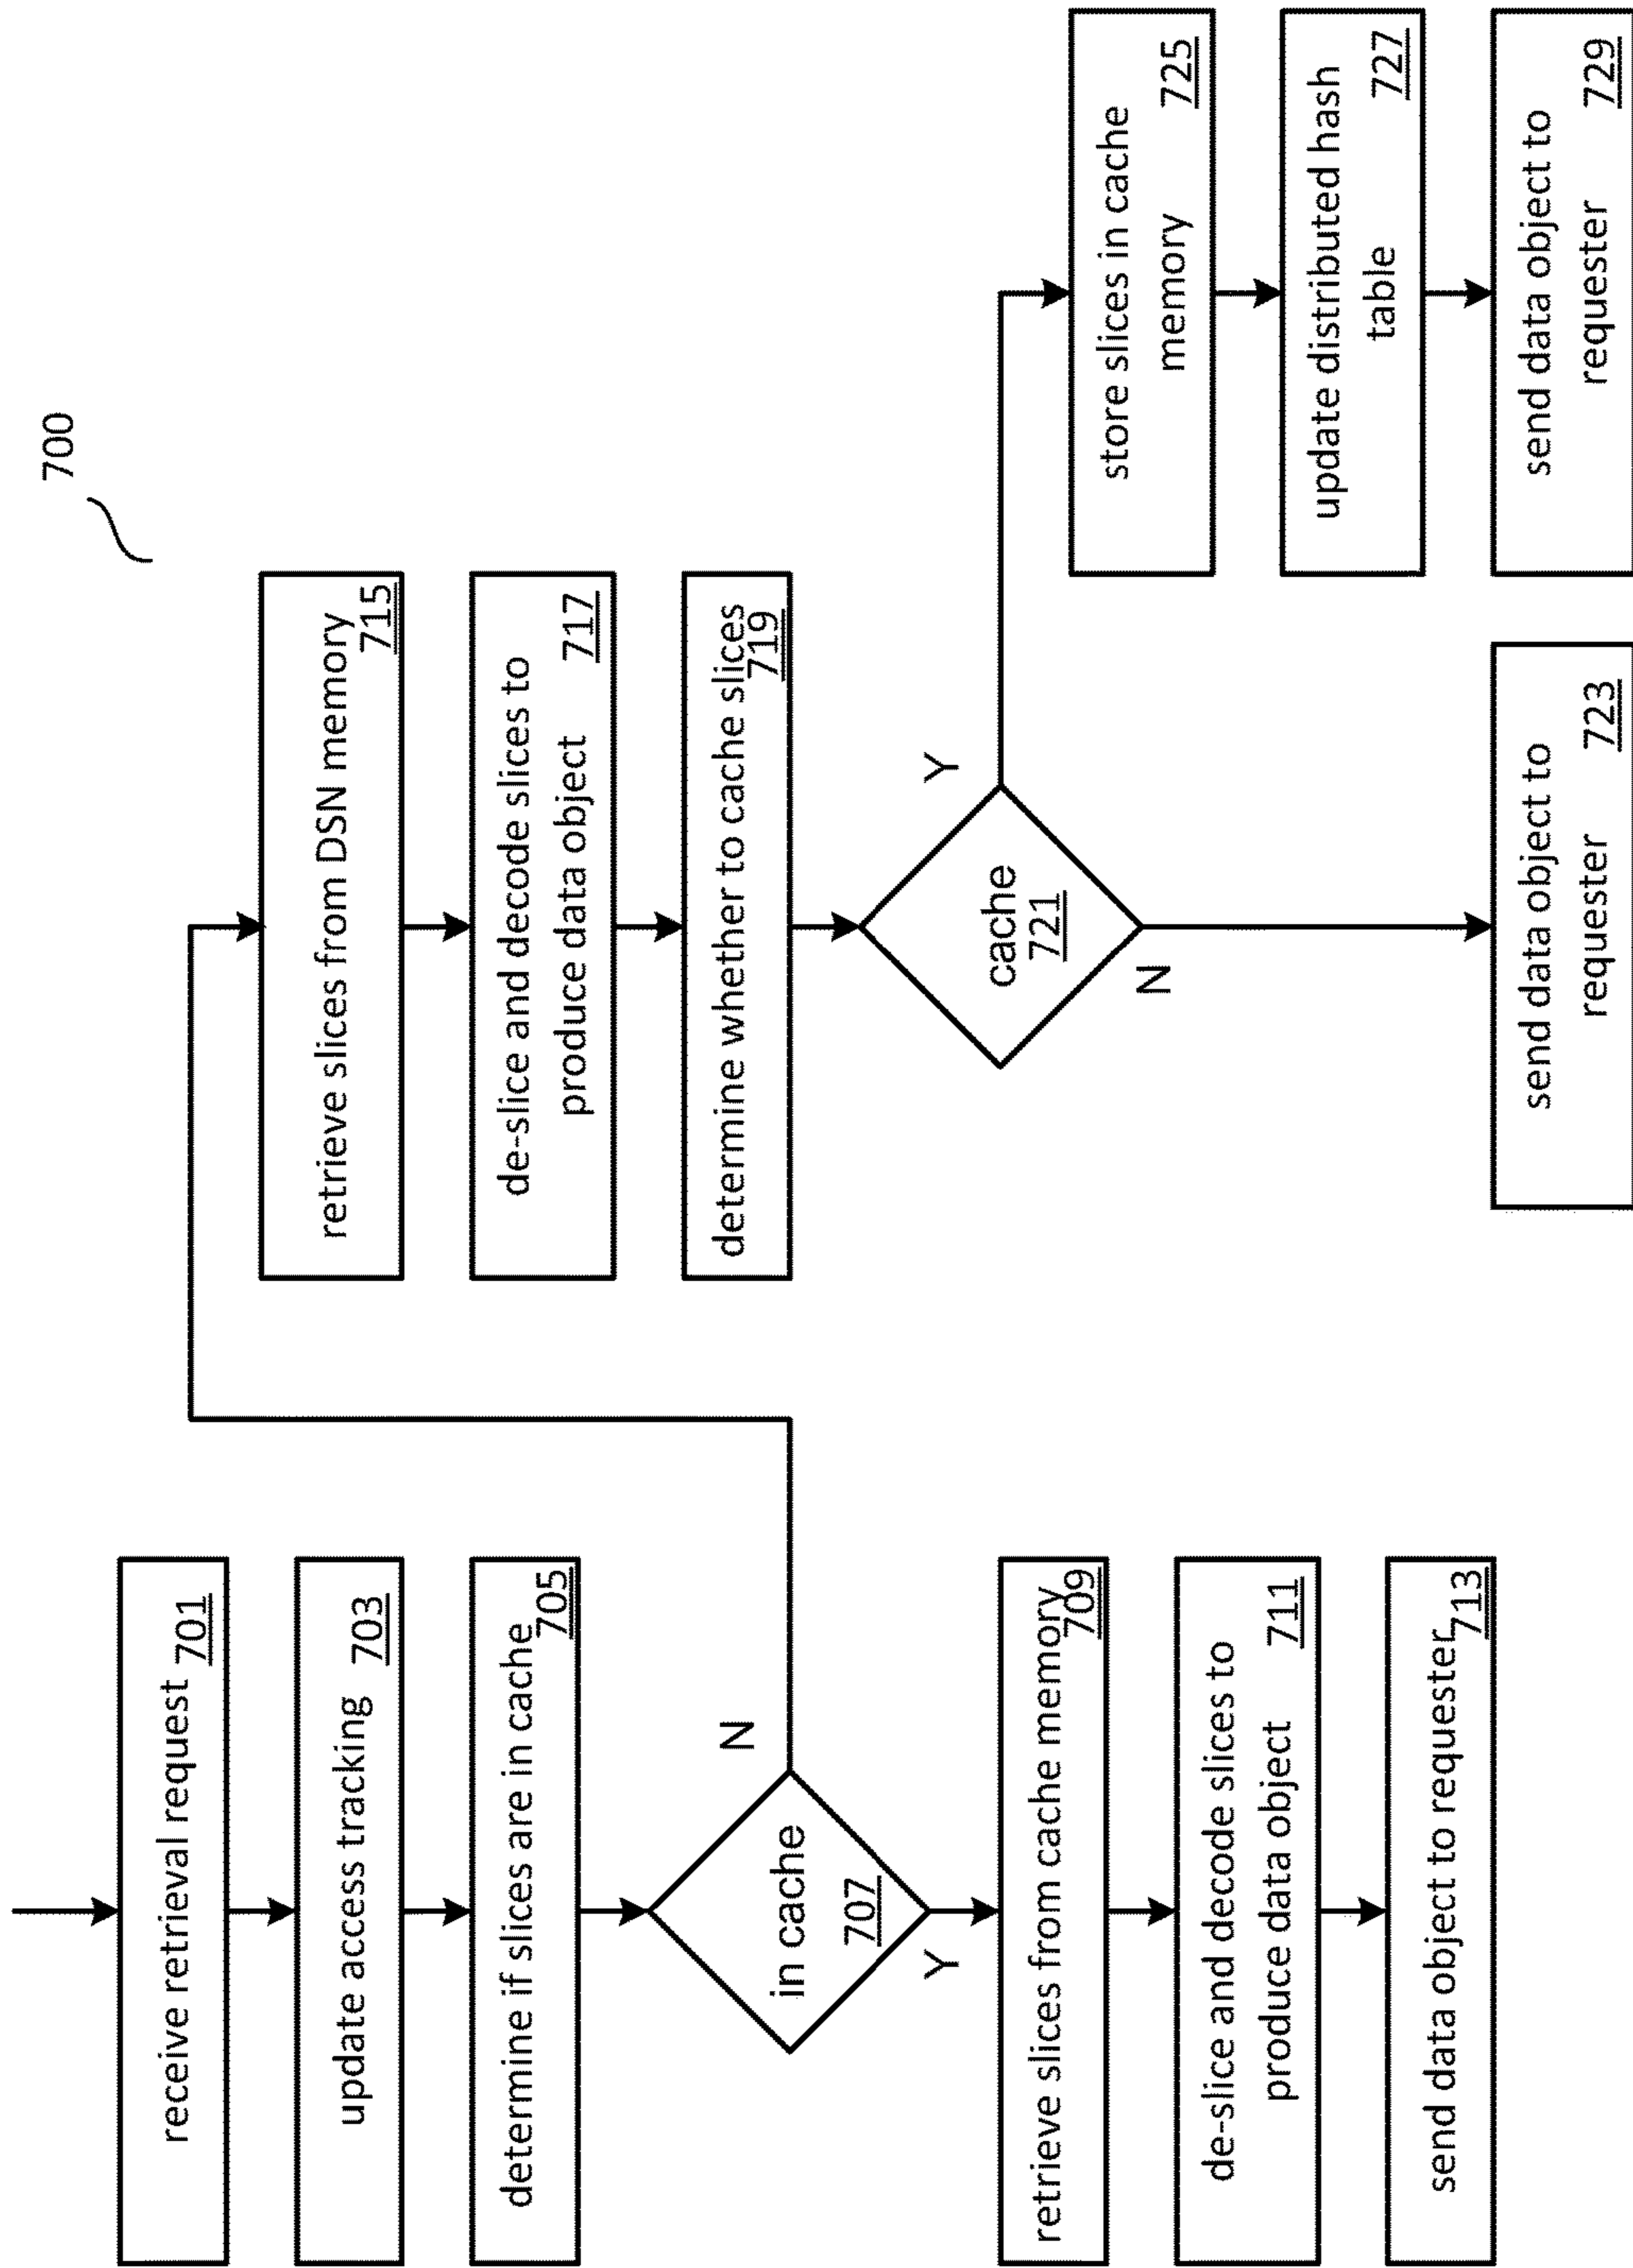 700
receive retrieval request 701
update access tracking 703
determine if slices are in cache 705
in cache
707
N
Y
retrieve slices from cache memory 709
de-slice and decode slices to
produce data object 711
send data object to requester 713
retrieve slices from DSN memory 715
de-slice and decode slices to
produce data object 717
determine whether to cache slices 719
cache
721
Y
N
send data object to
requester 723
store slices in cache
memory 725
update distributed hash
table 727
send data object to
requester 729